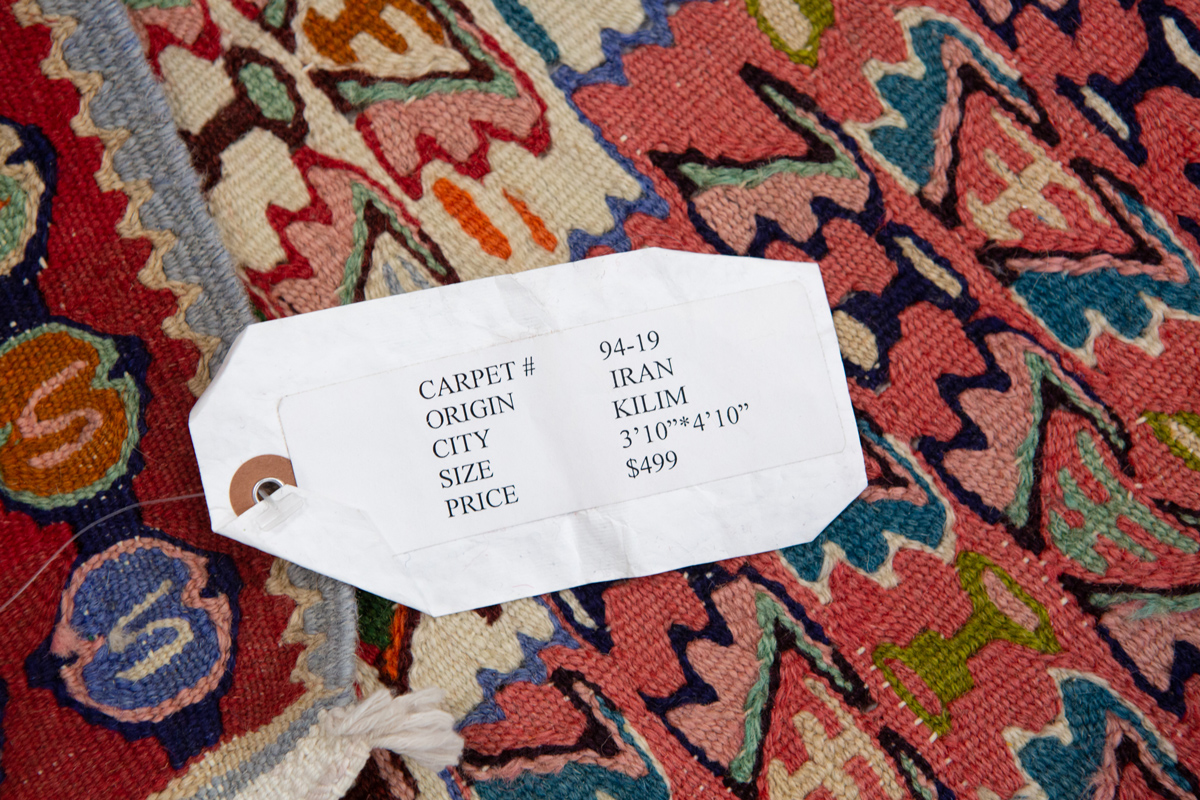 CARPET # 94-19
ORIGIN IRAN
CITY KILIM
SIZE 3’10”*4’10”
PRICE $499